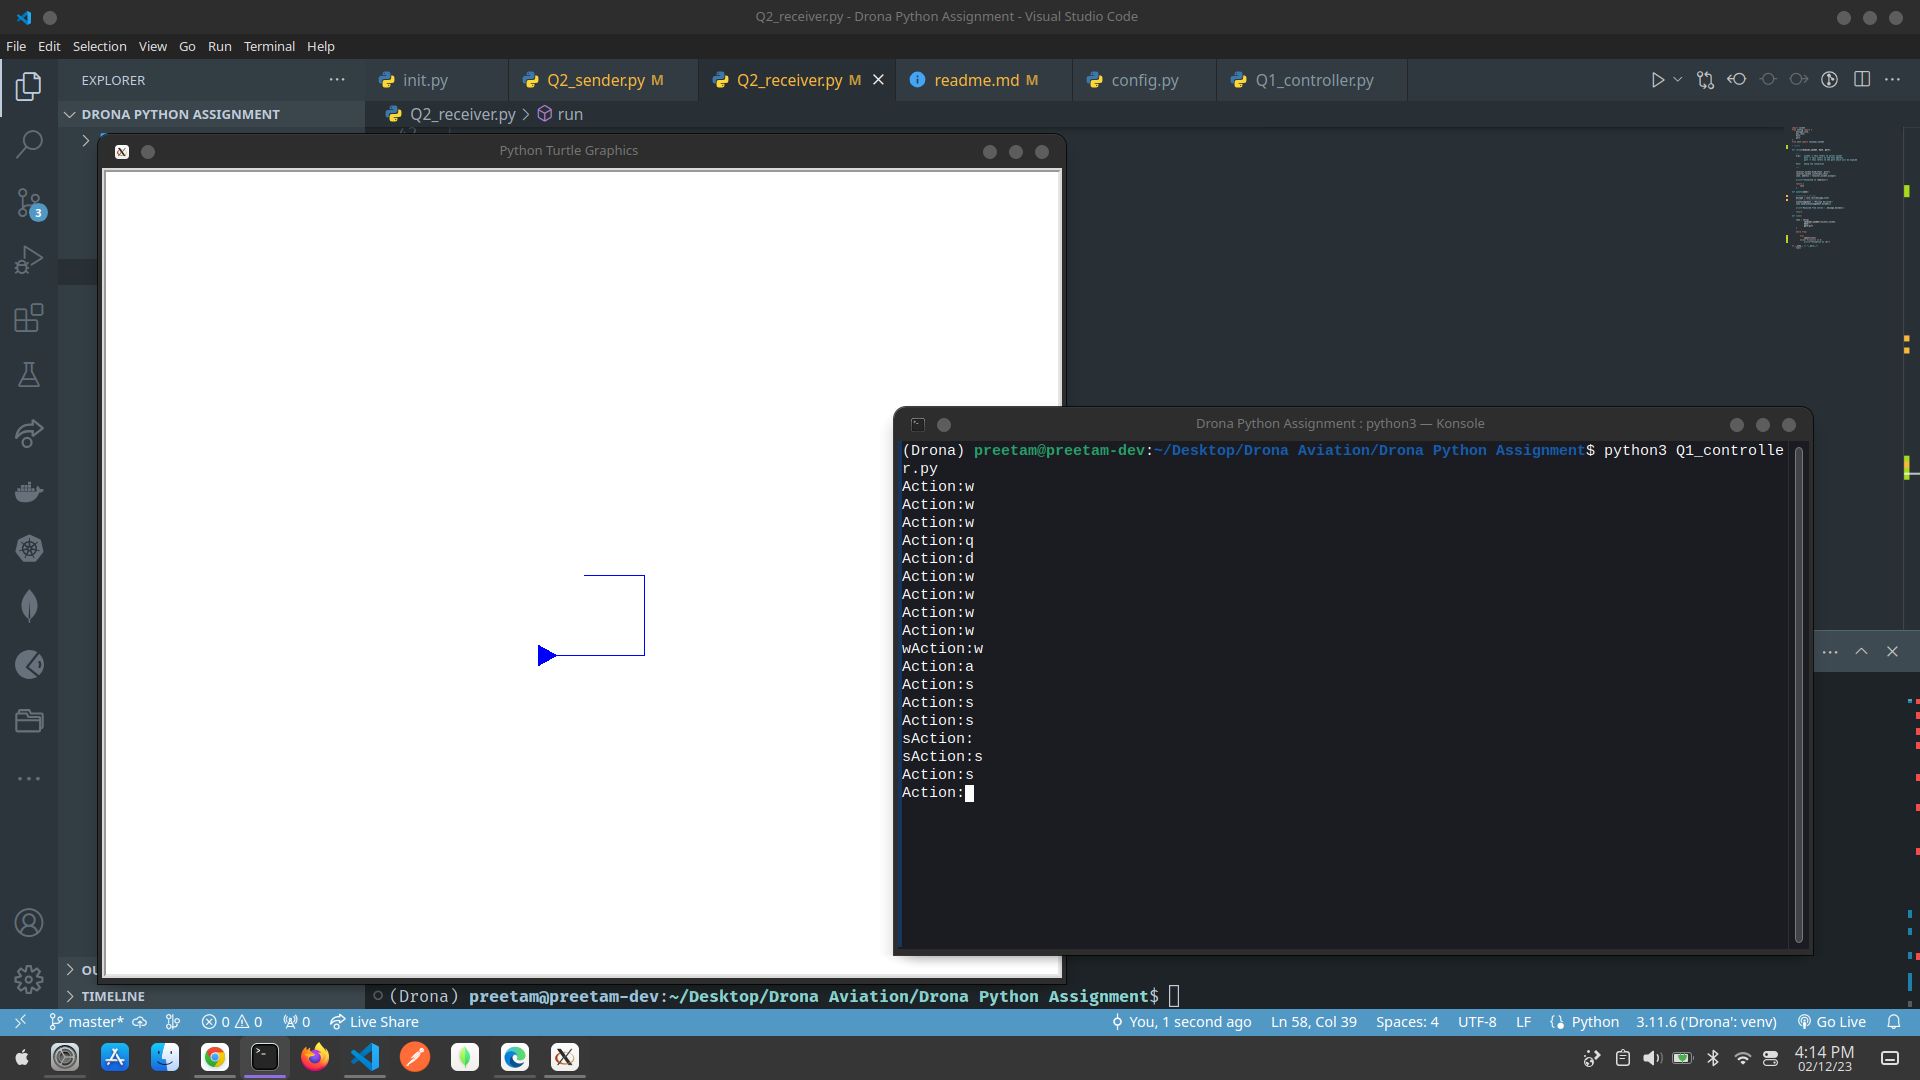 Q2_receiver.py - Drona Python Assignment - Visual Studio Code
File Edit Selection View Go Run Terminal Help
EXPLORER
init.py
Q2_sender.py M
Q2_receiver.py M
readme.md M
config.py
Q1_controller.py
DRONA PYTHON ASSIGNMENT
Q2_receiver.py > run
Python Turtle Graphics
3
Drona Python Assignment : python3 — Konsole
(Drona) preetam@preetam-dev:~/Desktop/Drona Aviation/Drona Python Assignment$ python3 Q1_controlle
r.py
Action:w
Action:w
Action:w
Action:q
Action:d
Action:w
Action:w
Action:w
Action:w
wAction:w
Action:a
Action:s
Action:s
Action:s
sAction:
sAction:s
Action:s
Action:
OU
TIMELINE
(Drona) preetam@preetam-dev:~/Desktop/Drona Aviation/Drona Python Assignment$
master* 0 0 0 Live Share You, 1 second ago Ln 58, Col 39 Spaces: 4 UTF-8 LF Python 3.11.6 ('Drona': venv) Go Live
4:14 PM
02/12/23